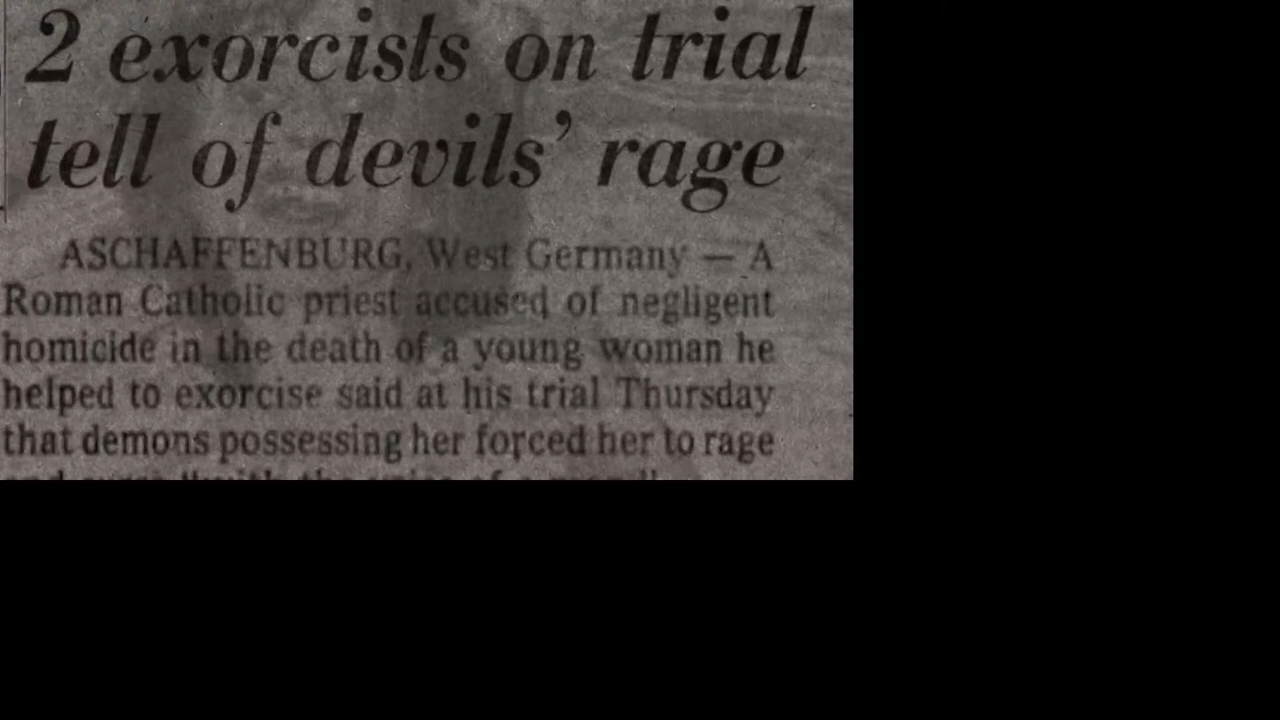 2 exorcists on trial
tell of devils' rage
ASCHAFFENBURG, West Germany — A
Roman Catholic priest accused of negligent
homicide in the death of a young woman he
helped to exorcise said at his trial Thursday
that demons possessing her forced her to rage